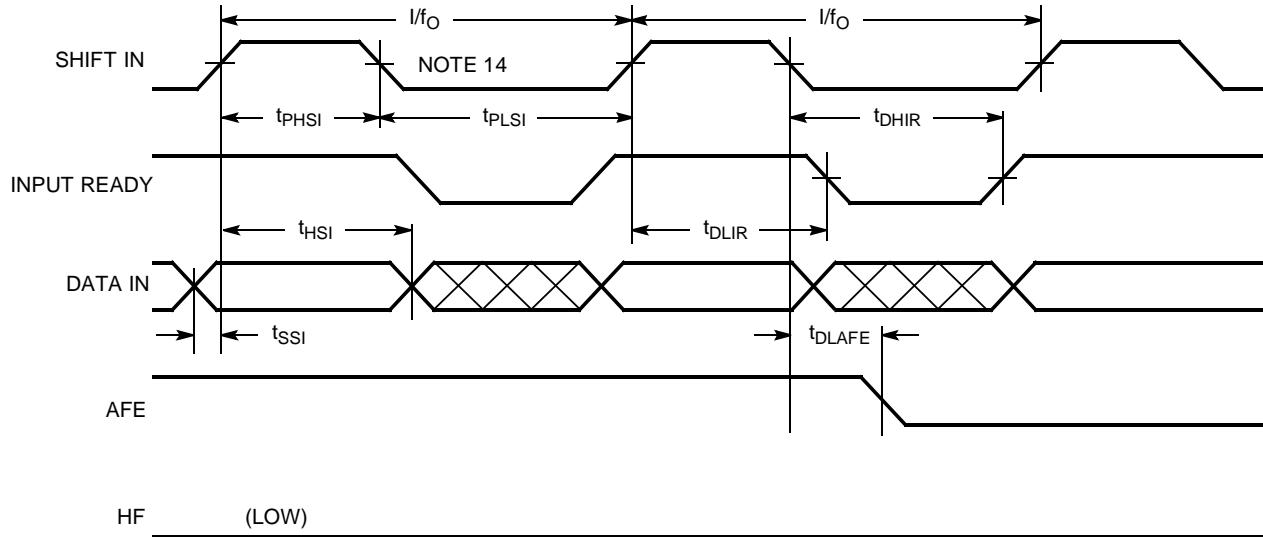 I/fO I/fO
SHIFT IN NOTE 14
tPHSI tPLSI tDHIR
INPUT READY
tHSI tDLIR
DATA IN
tSSI tDLAFE
AFE
HF (LOW)